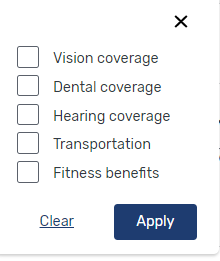 Vision coverage
Dental coverage
Hearing coverage
Transportation
Fitness benefits
Clear Apply